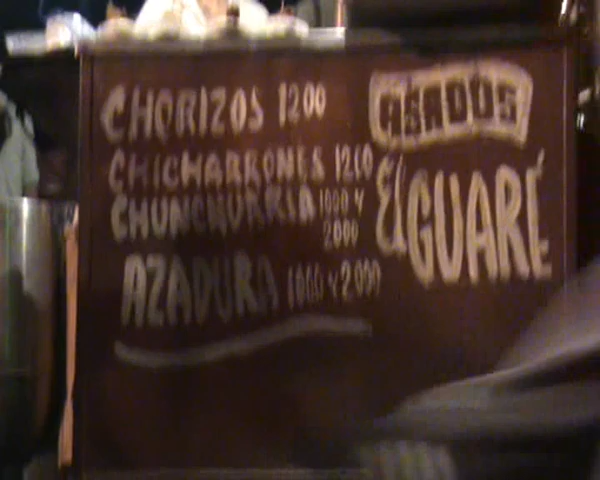 CHORIZOS 1200
CHICHARRONES 1200
CHUNCHURRIA 1000 Y
2000
AZADURA 1000 Y 2000
ASADOS
El GUARÉ